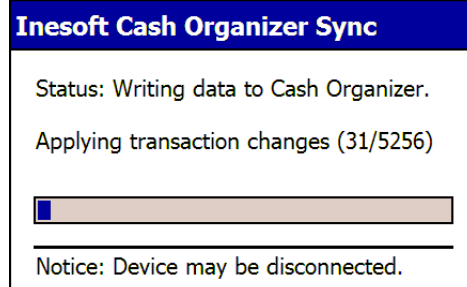 Inesoft Cash Organizer Sync
Status: Writing data to Cash Organizer.
Applying transaction changes (31/5256)
Notice: Device may be disconnected.